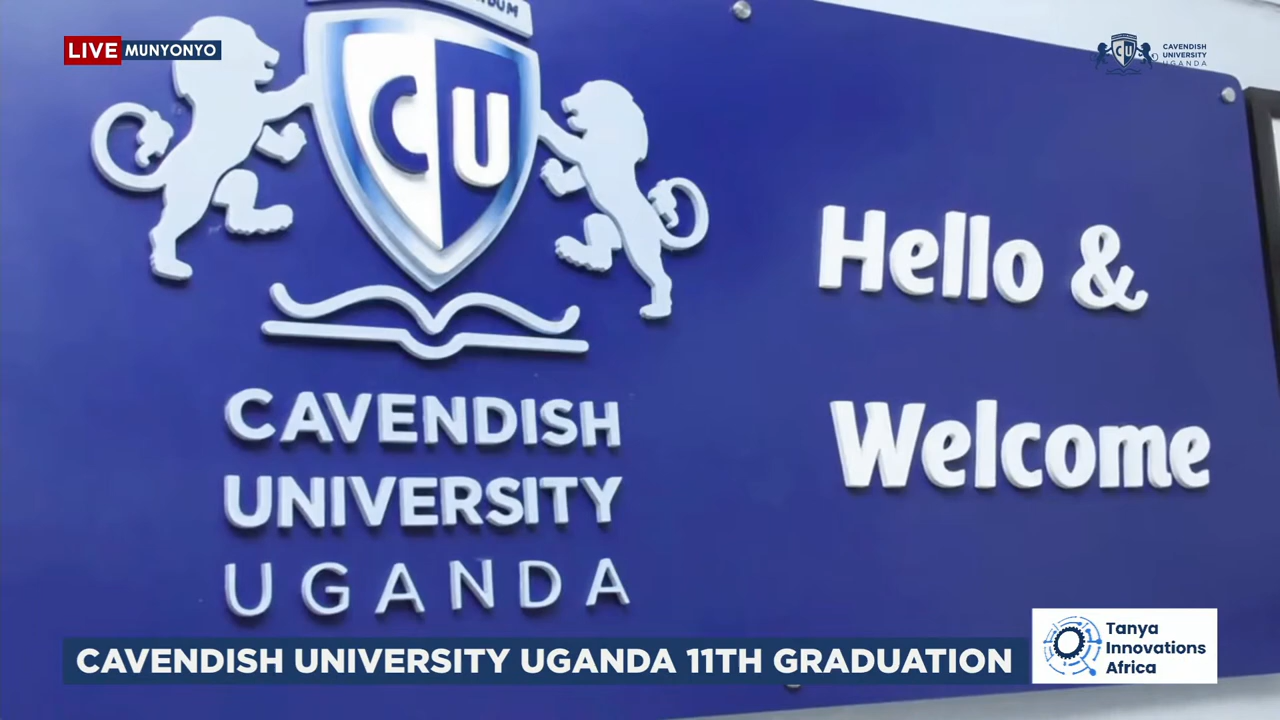 LIVE MUNYONYO
CU
CAVENDISH
UNIVERSITY
UGANDA
CU
CAVENDISH
UNIVERSITY
UGANDA
Hello &
Welcome
CAVENDISH UNIVERSITY UGANDA 11TH GRADUATION
Tanya
Innovations
Africa